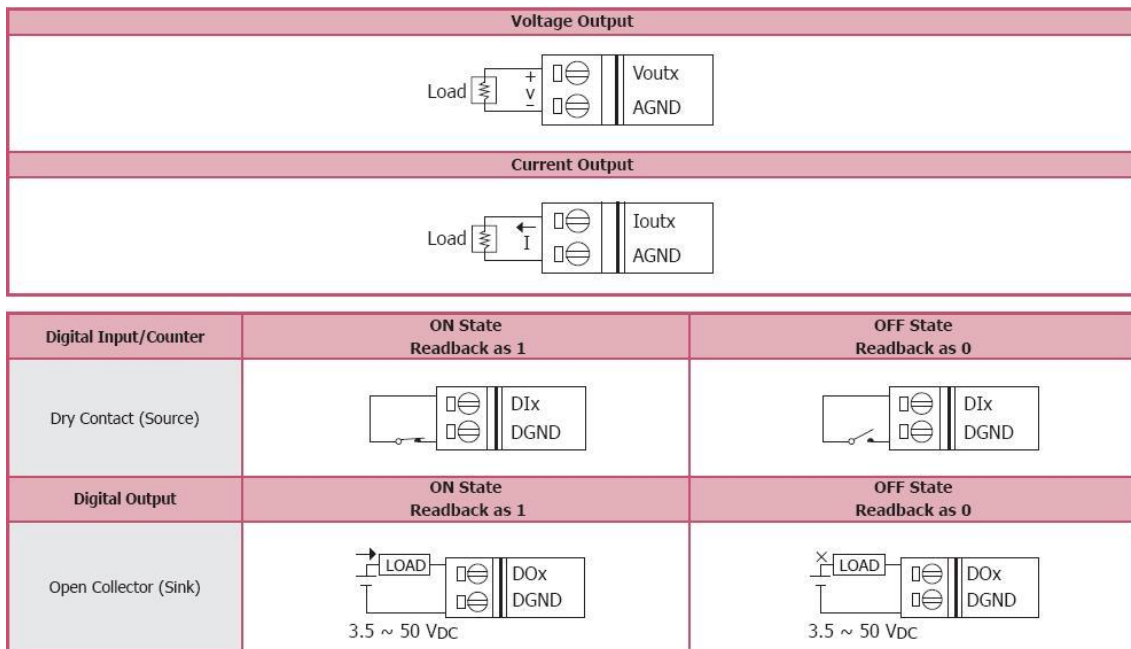 Voltage Output
Load
+
V
−
Voutx
AGND
Current Output
Load
I
Ioutx
AGND
Digital Input/Counter
ON State
Readback as 1
OFF State
Readback as 0
Dry Contact (Source)
DIx
DGND
DIx
DGND
Digital Output
ON State
Readback as 1
OFF State
Readback as 0
Open Collector (Sink)
LOAD
DOx
DGND
3.5 ~ 50 VDC
LOAD
DOx
DGND
3.5 ~ 50 VDC